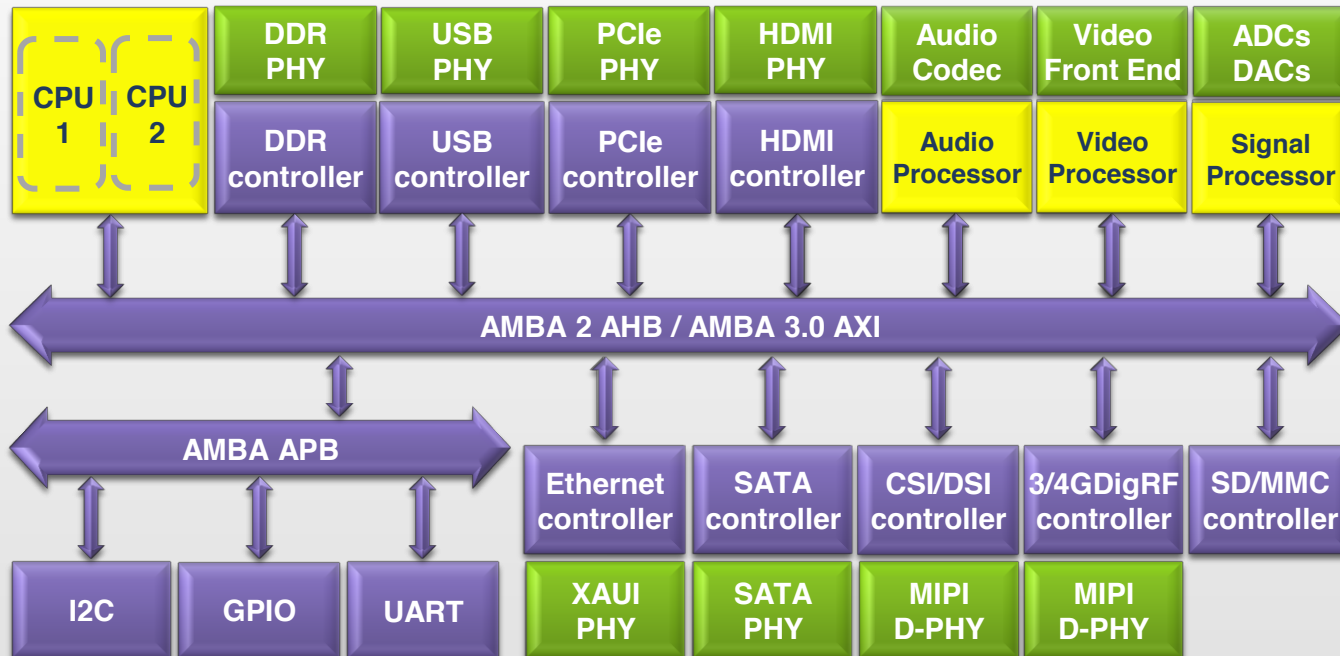 CPU
1
CPU
2
DDR
PHY
USB
PHY
PCIe
PHY
HDMI
PHY
Audio
Codec
Video
Front End
ADCs
DACs
DDR
controller
USB
controller
PCIe
controller
HDMI
controller
Audio
Processor
Video
Processor
Signal
Processor
AMBA 2 AHB / AMBA 3.0 AXI
AMBA APB
Ethernet
controller
SATA
controller
CSI/DSI
controller
3/4GDigRF
controller
SD/MMC
controller
I2C
GPIO
UART
XAUI
PHY
SATA
PHY
MIPI
D-PHY
MIPI
D-PHY